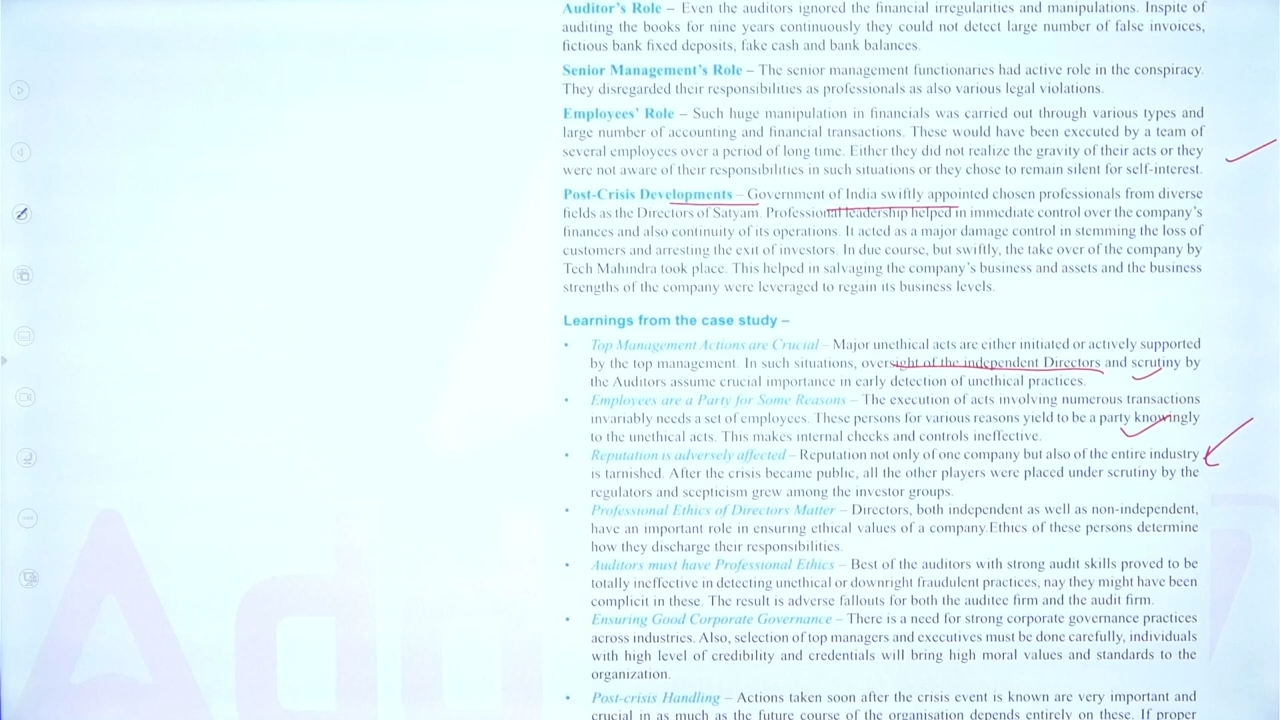 Auditor's Role – Even the auditors ignored the financial irregularities and manipulations. Inspite of
auditing the books for nine years continuously they could not detect large number of false invoices,
fictious bank fixed deposits, fake cash and bank balances.
Senior Management's Role – The senior management functionaries had active role in the conspiracy.
They disregarded their responsibilities as professionals as also various legal violations.
Employees' Role – Such huge manipulation in financials was carried out through various types and
large number of accounting and financial transactions. These would have been executed by a team of
several employees over a period of long time. Either they did not realize the gravity of their acts or they
were not aware of their responsibilities in such situations or they chose to remain silent for self-interest.
Post-Crisis Developments – Government of India swiftly appointed chosen professionals from diverse
fields as the Directors of Satyam. Professional leadership helped in immediate control over the company's
finances and also continuity of its operations. It acted as a major damage control in stemming the loss of
customers and arresting the exit of investors. In due course, but swiftly, the take over of the company by
Tech Mahindra took place. This helped in salvaging the company's business and assets and the business
strengths of the company were leveraged to regain its business levels.
Learnings from the case study –
• Top Management Actions are Crucial – Major unethical acts are either initiated or actively supported
by the top management. In such situations, oversight of the independent Directors and scrutiny by
the Auditors assume crucial importance in early detection of unethical practices.
• Employees are a Party for Some Reasons – The execution of acts involving numerous transactions
invariably needs a set of employees. These persons for various reasons yield to be a party knowingly
to the unethical acts. This makes internal checks and controls ineffective.
• Reputation is adversely affected – Reputation not only of one company but also of the entire industry
is tarnished. After the crisis became public, all the other players were placed under scrutiny by the
regulators and scepticism grew among the investor groups.
• Professional Ethics of Directors Matter – Directors, both independent as well as non-independent,
have an important role in ensuring ethical values of a company.Ethics of these persons determine
how they discharge their responsibilities.
• Auditors must have Professional Ethics – Best of the auditors with strong audit skills proved to be
totally ineffective in detecting unethical or downright fraudulent practices, nay they might have been
complicit in these. The result is adverse fallouts for both the auditee firm and the audit firm.
• Ensuring Good Corporate Governance – There is a need for strong corporate governance practices
across industries. Also, selection of top managers and executives must be done carefully, individuals
with high level of credibility and credentials will bring high moral values and standards to the
organization.
• Post-crisis Handling – Actions taken soon after the crisis event is known are very important and
crucial in as much as the future course of the organisation depends entirely on these. If proper
Adu